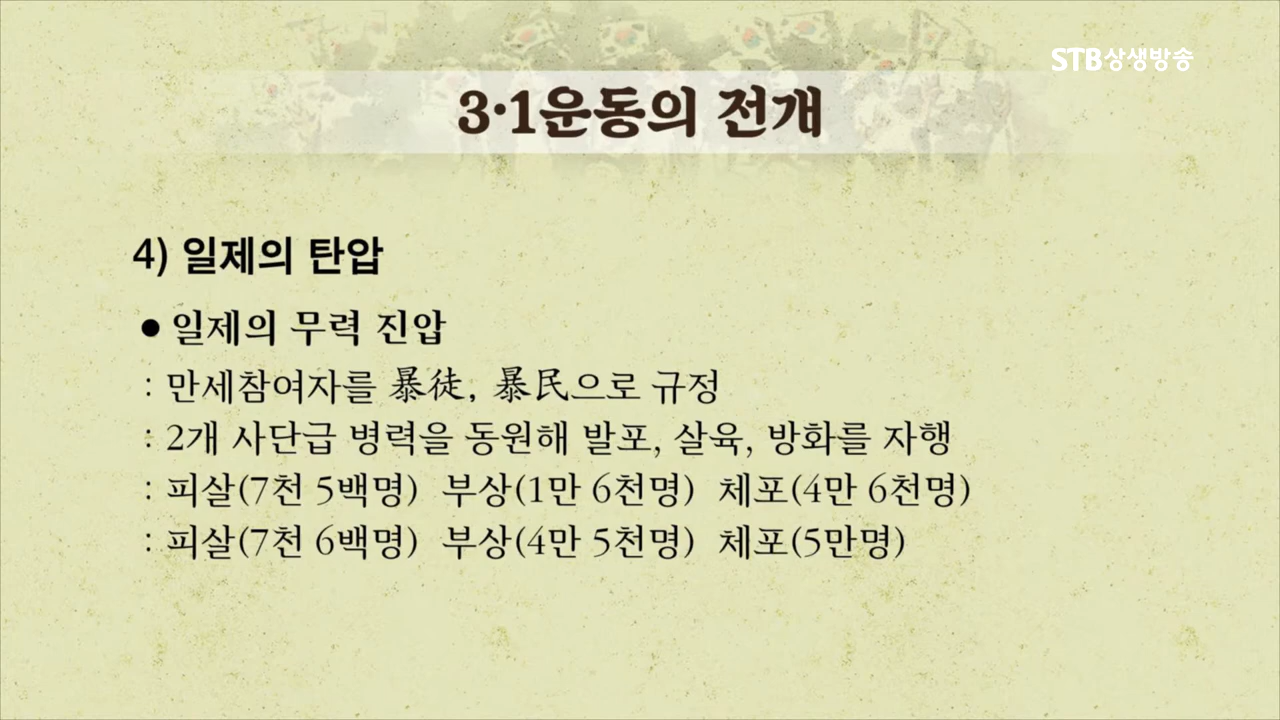 STB상생방송
3·1운동의 전개
4) 일제의 탄압
● 일제의 무력 진압
: 만세참여자를 暴徒, 暴民으로 규정
: 2개 사단급 병력을 동원해 발포, 살육, 방화를 자행
: 피살(7천 5백명) 부상(1만 6천명) 체포(4만 6천명)
: 피살(7천 6백명) 부상(4만 5천명) 체포(5만명)